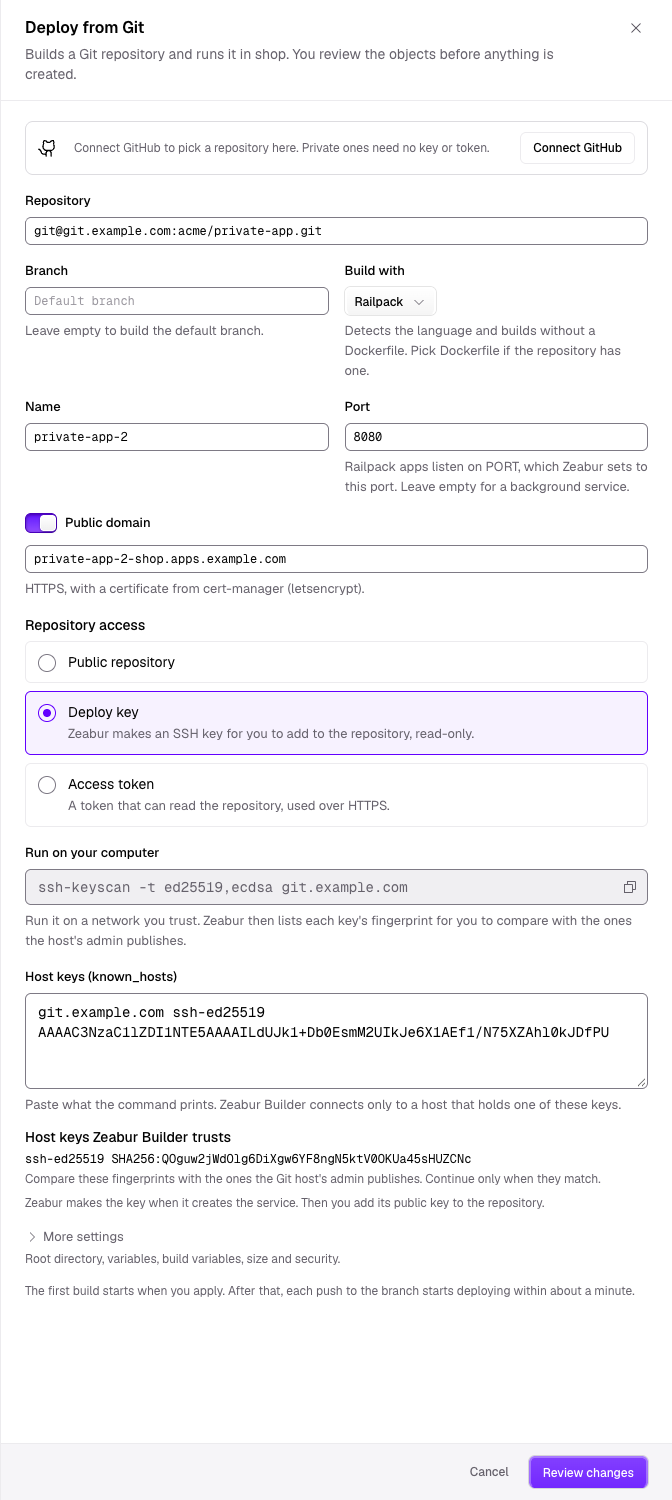 Deploy from Git
Builds a Git repository and runs it in shop. You review the objects before anything is
created.
Connect GitHub to pick a repository here. Private ones need no key or token.
Connect GitHub
Repository
git@git.example.com:acme/private-app.git
Branch
Build with
Default branch
Railpack
Leave empty to build the default branch.
Detects the language and builds without a
Dockerfile. Pick Dockerfile if the repository has
one.
Name
Port
private-app-2
8080
Railpack apps listen on PORT, which Zeabur sets to
this port. Leave empty for a background service.
Public domain
private-app-2-shop.apps.example.com
HTTPS, with a certificate from cert-manager (letsencrypt).
Repository access
Public repository
Deploy key
Zeabur makes an SSH key for you to add to the repository, read-only.
Access token
A token that can read the repository, used over HTTPS.
Run on your computer
ssh-keyscan -t ed25519,ecdsa git.example.com
Run it on a network you trust. Zeabur then lists each key's fingerprint for you to compare with the ones
the host's admin publishes.
Host keys (known_hosts)
git.example.com ssh-ed25519
AAAAC3NzaC1lZDI1NTE5AAAAILdUJk1+Db0EsmM2UIkJe6X1AEf1/N75XZAhl0kJDfPU
Paste what the command prints. Zeabur Builder connects only to a host that holds one of these keys.
Host keys Zeabur Builder trusts
ssh-ed25519 SHA256:QOguw2jWdOlg6DiXgw6YF8ngN5ktV0OKUa45sHUZCNc
Compare these fingerprints with the ones the Git host's admin publishes. Continue only when they match.
Zeabur makes the key when it creates the service. Then you add its public key to the repository.
More settings
Root directory, variables, build variables, size and security.
The first build starts when you apply. After that, each push to the branch starts deploying within about a minute.
Cancel
Review changes